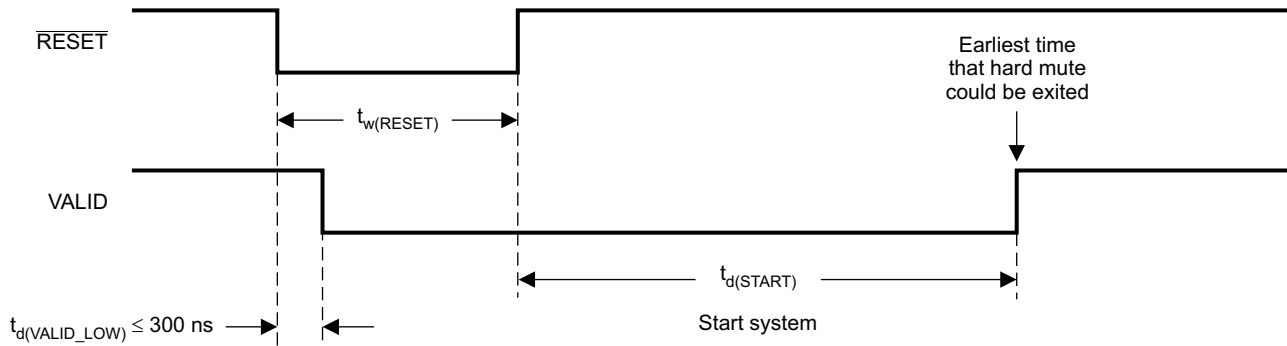 RESET
Earliest time
that hard mute
could be exited
tw(RESET)
VALID
td(START)
td(VALID_LOW) ≤ 300 ns
Start system